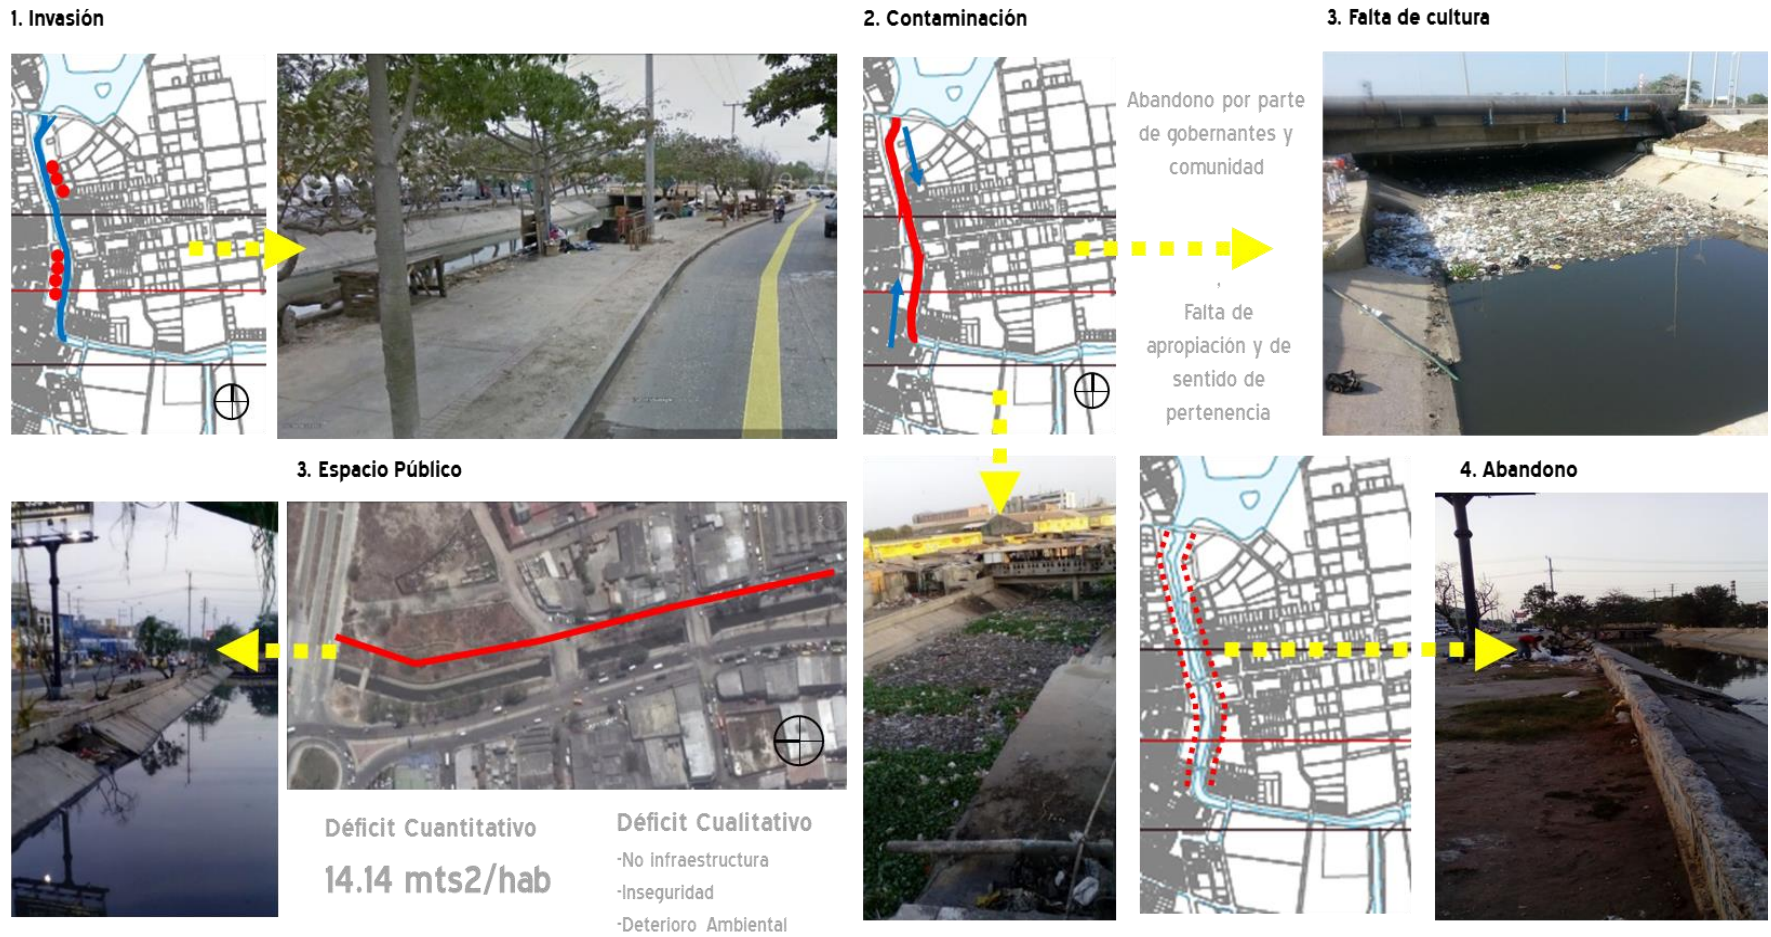 1. Invasión
2. Contaminación
3. Falta de cultura
Abandono por parte
de gobernantes y
comunidad
,
Falta de
apropiación y de
sentido de
pertenencia
3. Espacio Público
4. Abandono
Déficit Cuantitativo
14.14 mts2/hab
Déficit Cualitativo
-No infraestructura
-Inseguridad
-Deterioro Ambiental